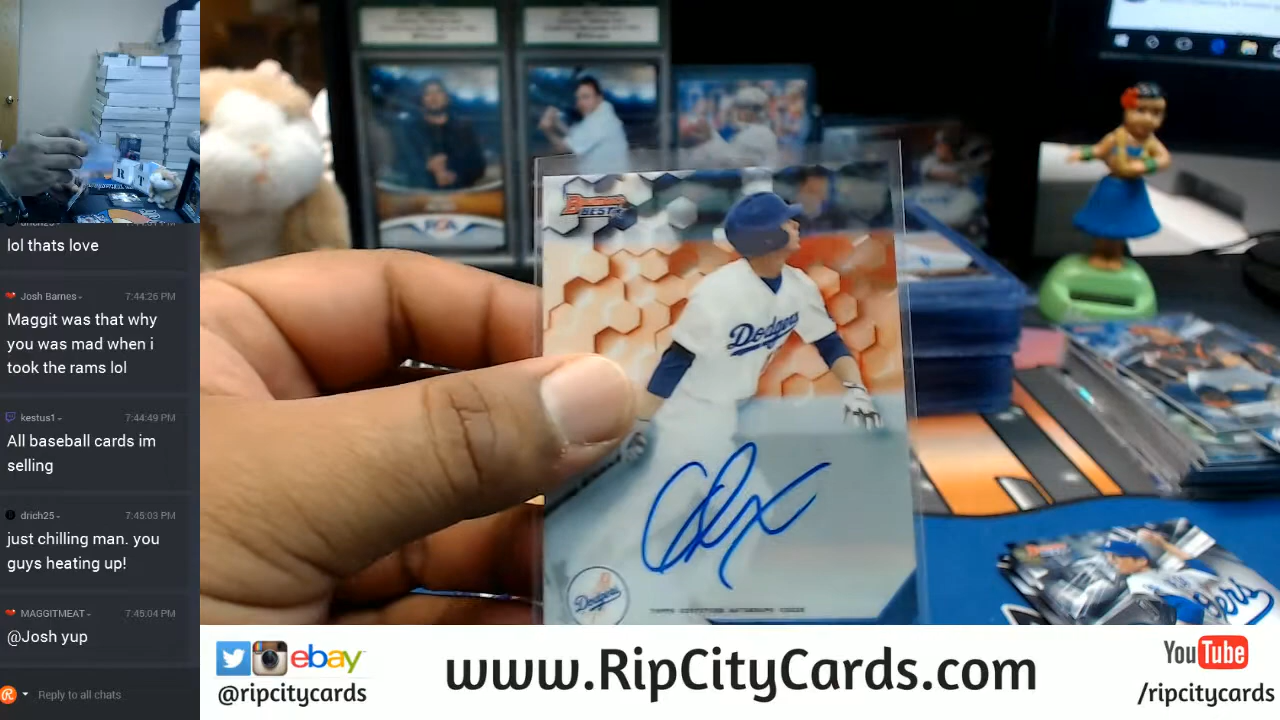 lol thats love
Josh Barnes
7:44:26 PM
Maggit was that why
you was mad when i
took the rams lol
kestus1
7:44:49 PM
All baseball cards im
selling
drich25
7:45:03 PM
just chilling man. you
guys heating up!
MAGGITMEAT
7:45:04 PM
@Josh yup
Reply to all chats
BOWMAN'S
BEST
Dodgers
Dodgers
ebay
@ripcitycards
www.RipCityCards.com
YouTube
/ripcitycards